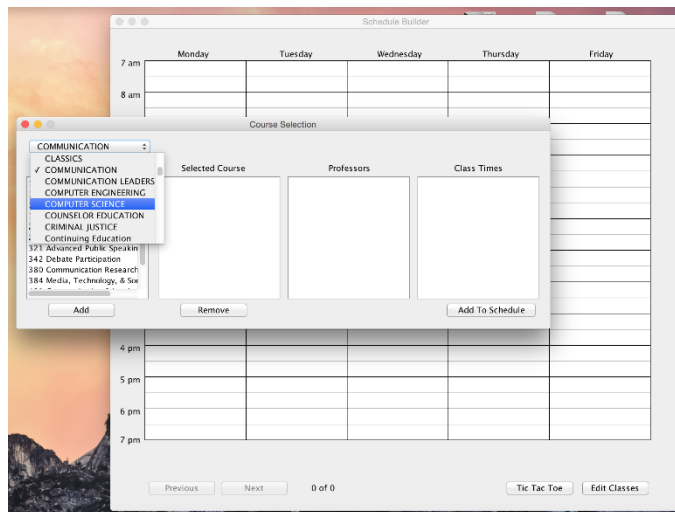 Schedule Builder
Monday Tuesday Wednesday Thursday Friday
7 am
8 am
Course Selection
COMMUNICATION
CLASSICS
✓ COMMUNICATION
COMMUNICATION LEADERS
COMPUTER ENGINEERING
COMPUTER SCIENCE
COUNSELOR EDUCATION
CRIMINAL JUSTICE
Continuing Education
Selected Course Professors Class Times
321 Advanced Public Speakin
342 Debate Participation
380 Communication Research
384 Media, Technology, & Soc
Add Remove Add To Schedule
4 pm
5 pm
6 pm
7 pm
Previous Next 0 of 0 Tic Tac Toe Edit Classes